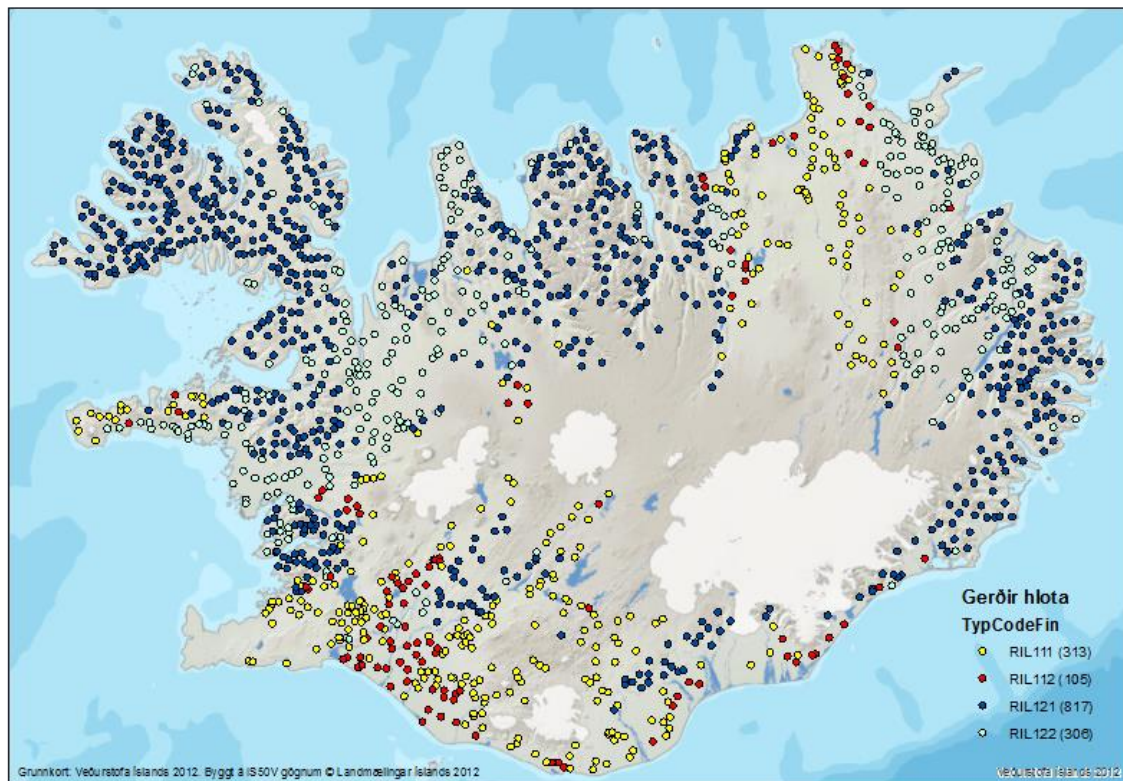 Gerðir hlota
TypCodeFin
RIL111 (313)
RIL112 (105)
RIL121 (817)
RIL122 (306)
Grunnkort: Veðurstofa Íslands 2012. Byggt á IS50V gögnum © Landmælingar Íslands 2012
Veðurstofa Íslands 2012